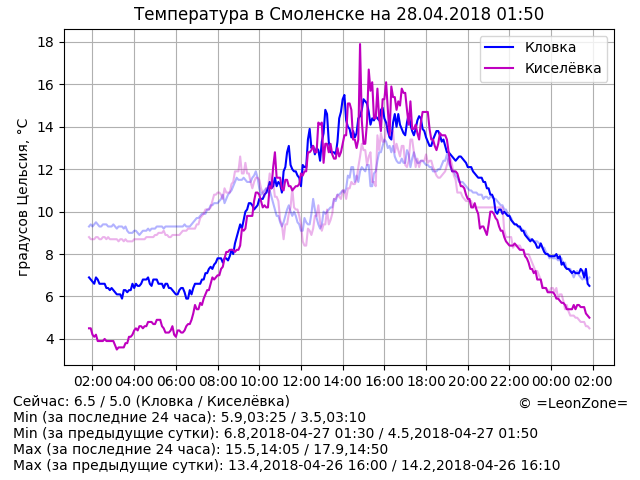 Температура в Смоленске на 28.04.2018 01:50
градусов Цельсия, °C
18
16
14
12
10
8
6
4
Кловка
Киселёвка
02:00 04:00 06:00 08:00 10:00 12:00 14:00 16:00 18:00 20:00 22:00 00:00 02:00
Сейчас: 6.5 / 5.0 (Кловка / Киселёвка)
© =LeonZone=
Min (за последние 24 часа): 5.9,03:25 / 3.5,03:10
Min (за предыдущие сутки): 6.8,2018-04-27 01:30 / 4.5,2018-04-27 01:50
Max (за последние 24 часа): 15.5,14:05 / 17.9,14:50
Max (за предыдущие сутки): 13.4,2018-04-26 16:00 / 14.2,2018-04-26 16:10